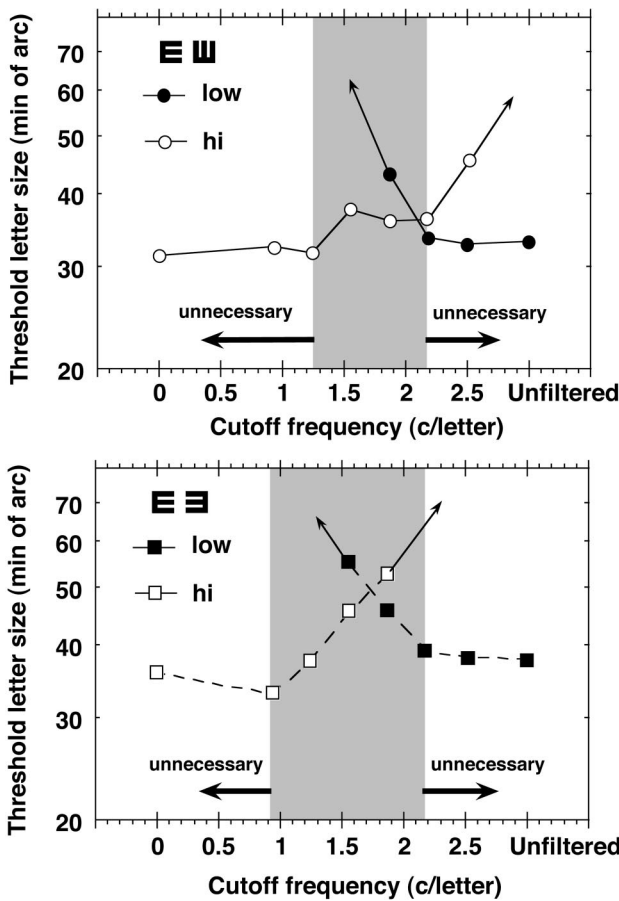 Threshold letter size (min of arc)
70
60
50
40
30
20
low
hi
unnecessary
unnecessary
0 0.5 1 1.5 2 2.5 Unfiltered
Cutoff frequency (c/letter)
Threshold letter size (min of arc)
70
60
50
40
30
20
low
hi
unnecessary
unnecessary
0 0.5 1 1.5 2 2.5 Unfiltered
Cutoff frequency (c/letter)